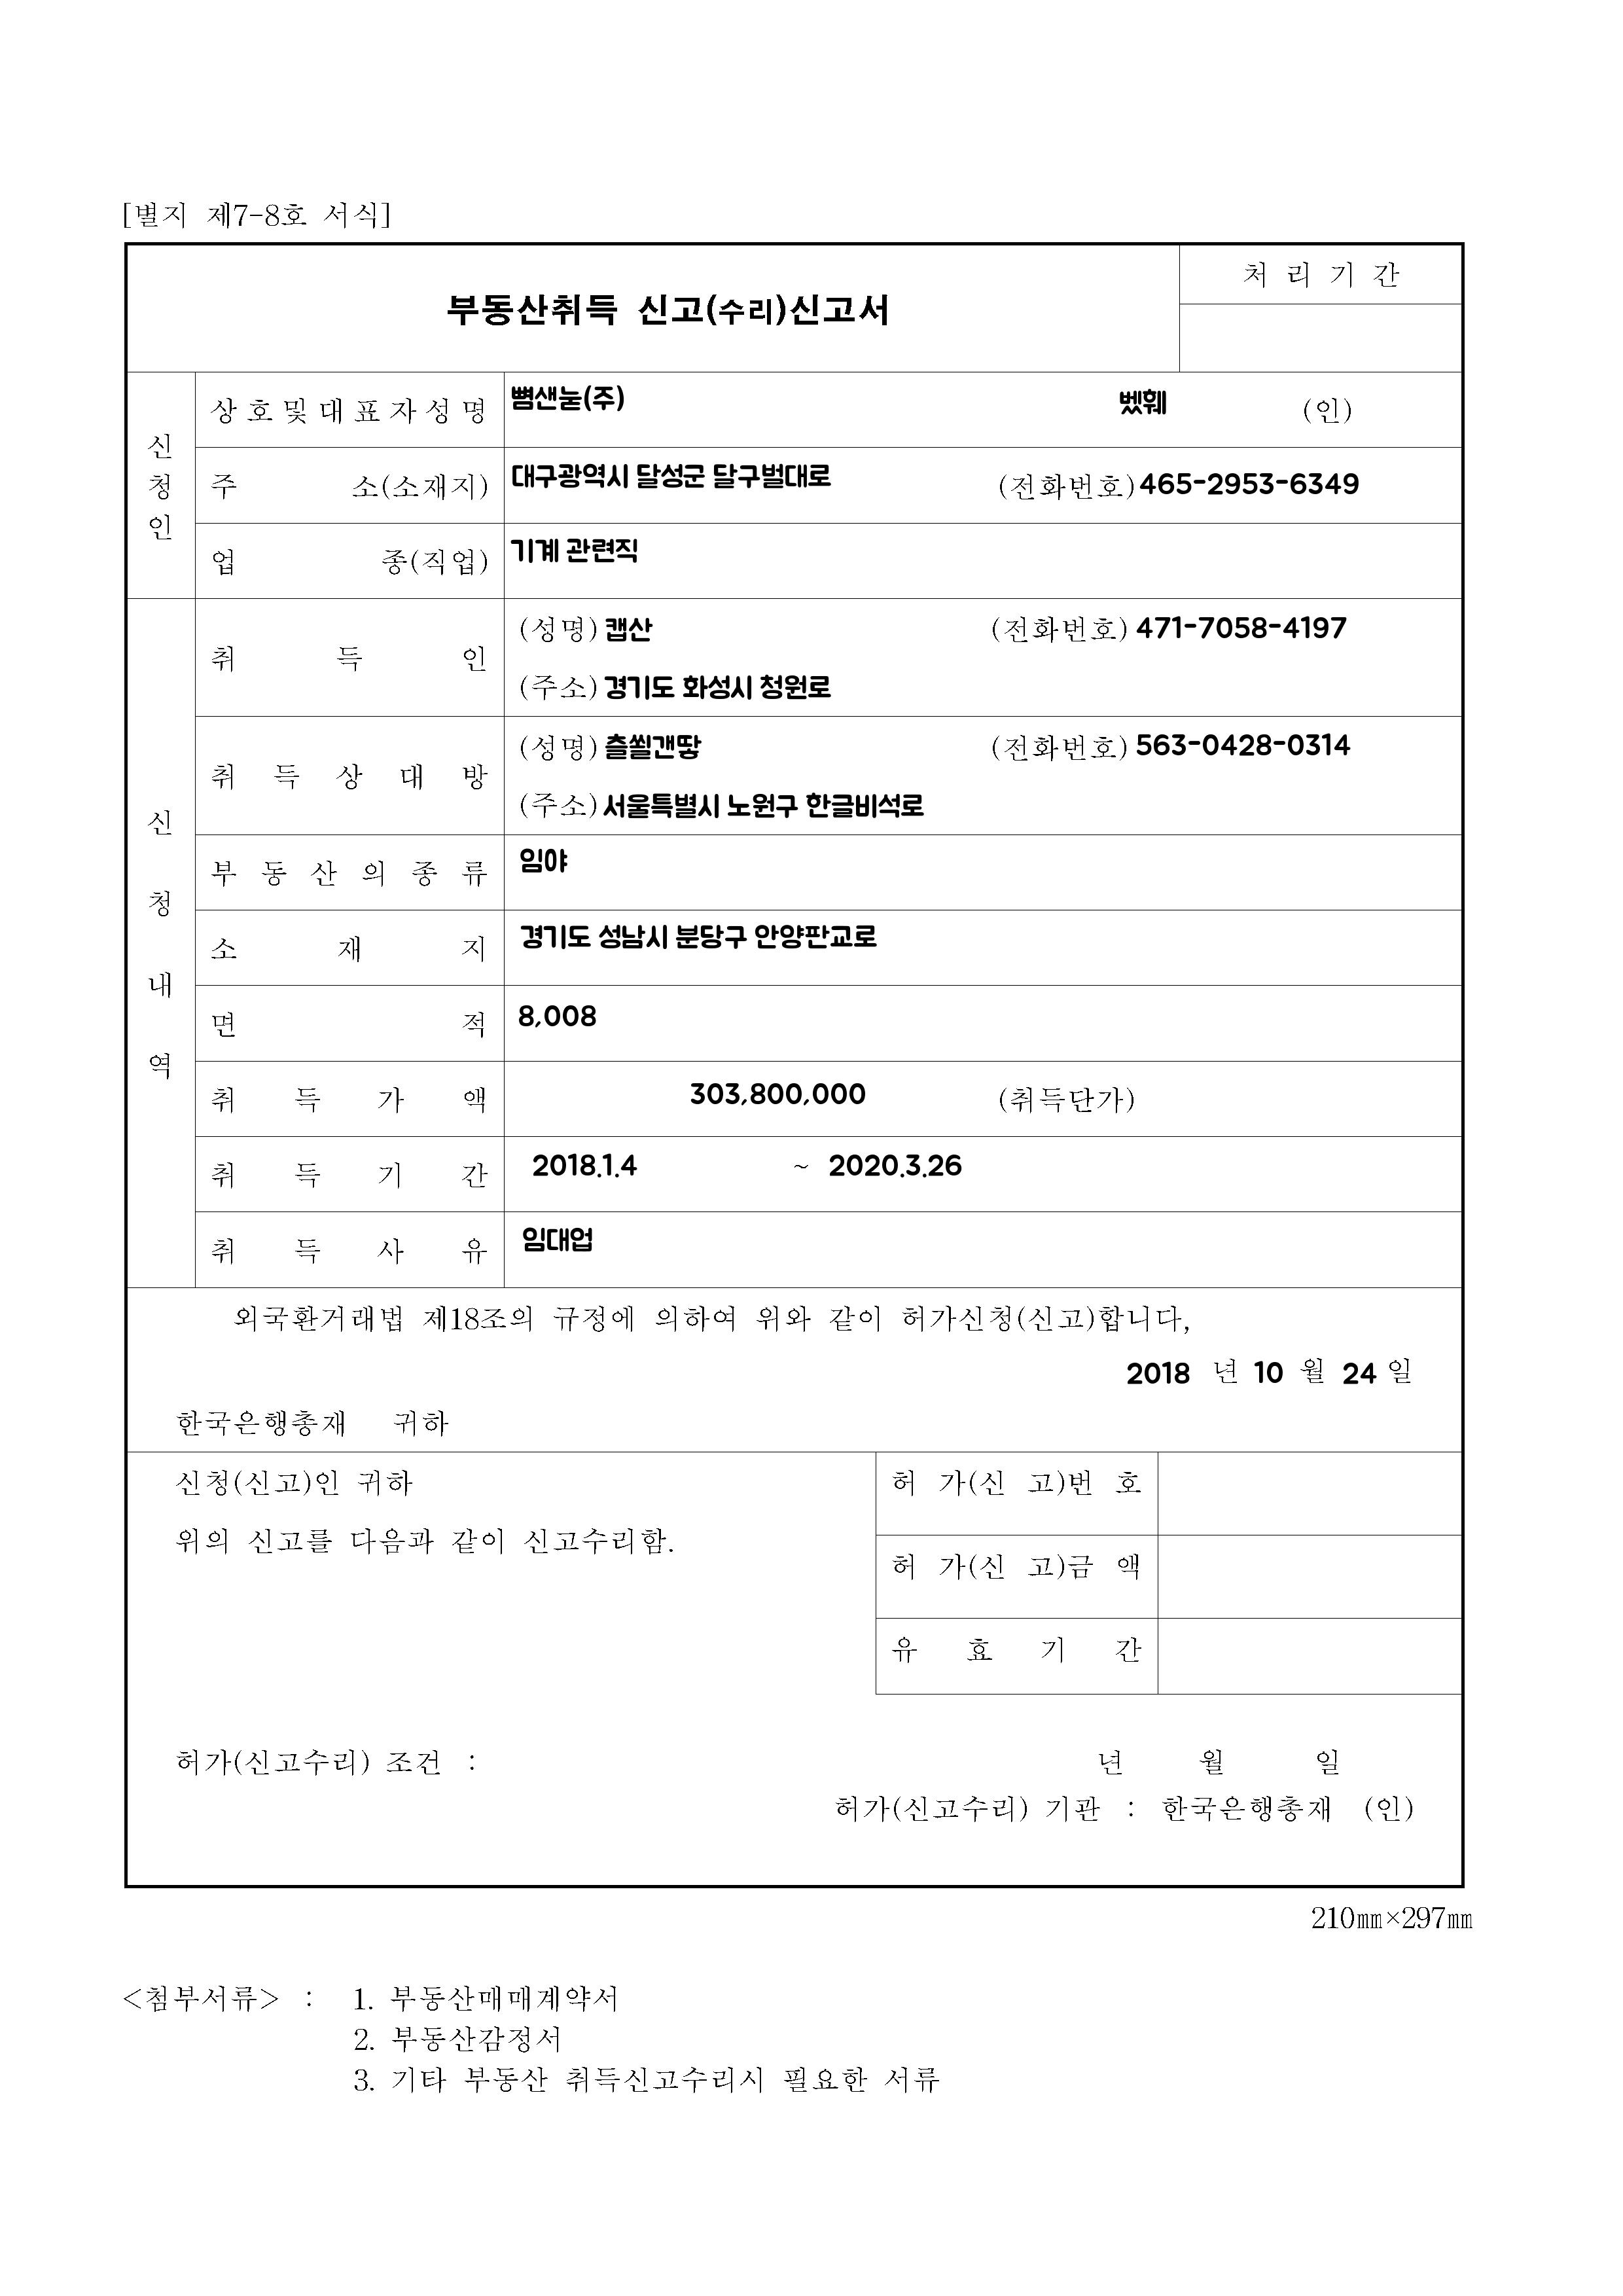 [별지 제7-8호 서식]
부동산취득 신고(수리)신고서
처 리 기 간
신청인
상호및대표자성명 뼘샌눝(주) 벴훼 (인)
주 소(소재지) 대구광역시 달성군 달구벌대로 (전화번호) 465-2953-6349
업 종(직업) 기계 관련직
신청내역
취 득 인 (성명) 캡산 (전화번호) 471-7058-4197
(주소) 경기도 화성시 청원로
취 득 상 대 방 (성명) 츨씔갠땋 (전화번호) 563-0428-0314
(주소) 서울특별시 노원구 한글비석로
부 동 산 의 종 류 임야
소 재 지 경기도 성남시 분당구 안양판교로
면 적 8,008
취 득 가 액 303,800,000 (취득단가)
취 득 기 간 2018.1.4 ~ 2020.3.26
취 득 사 유 임대업
외국환거래법 제18조의 규정에 의하여 위와 같이 허가신청(신고)합니다,
2018 년 10 월 24 일
한국은행총재 귀하
신청(신고)인 귀하
위의 신고를 다음과 같이 신고수리함.
허 가(신 고)번 호
허 가(신 고)금 액
유 효 기 간
허가(신고수리) 조건 : 년 월 일
허가(신고수리) 기관 : 한국은행총재 (인)
210㎜×297㎜
<첨부서류> : 1. 부동산매매계약서
2. 부동산감정서
3. 기타 부동산 취득신고수리시 필요한 서류